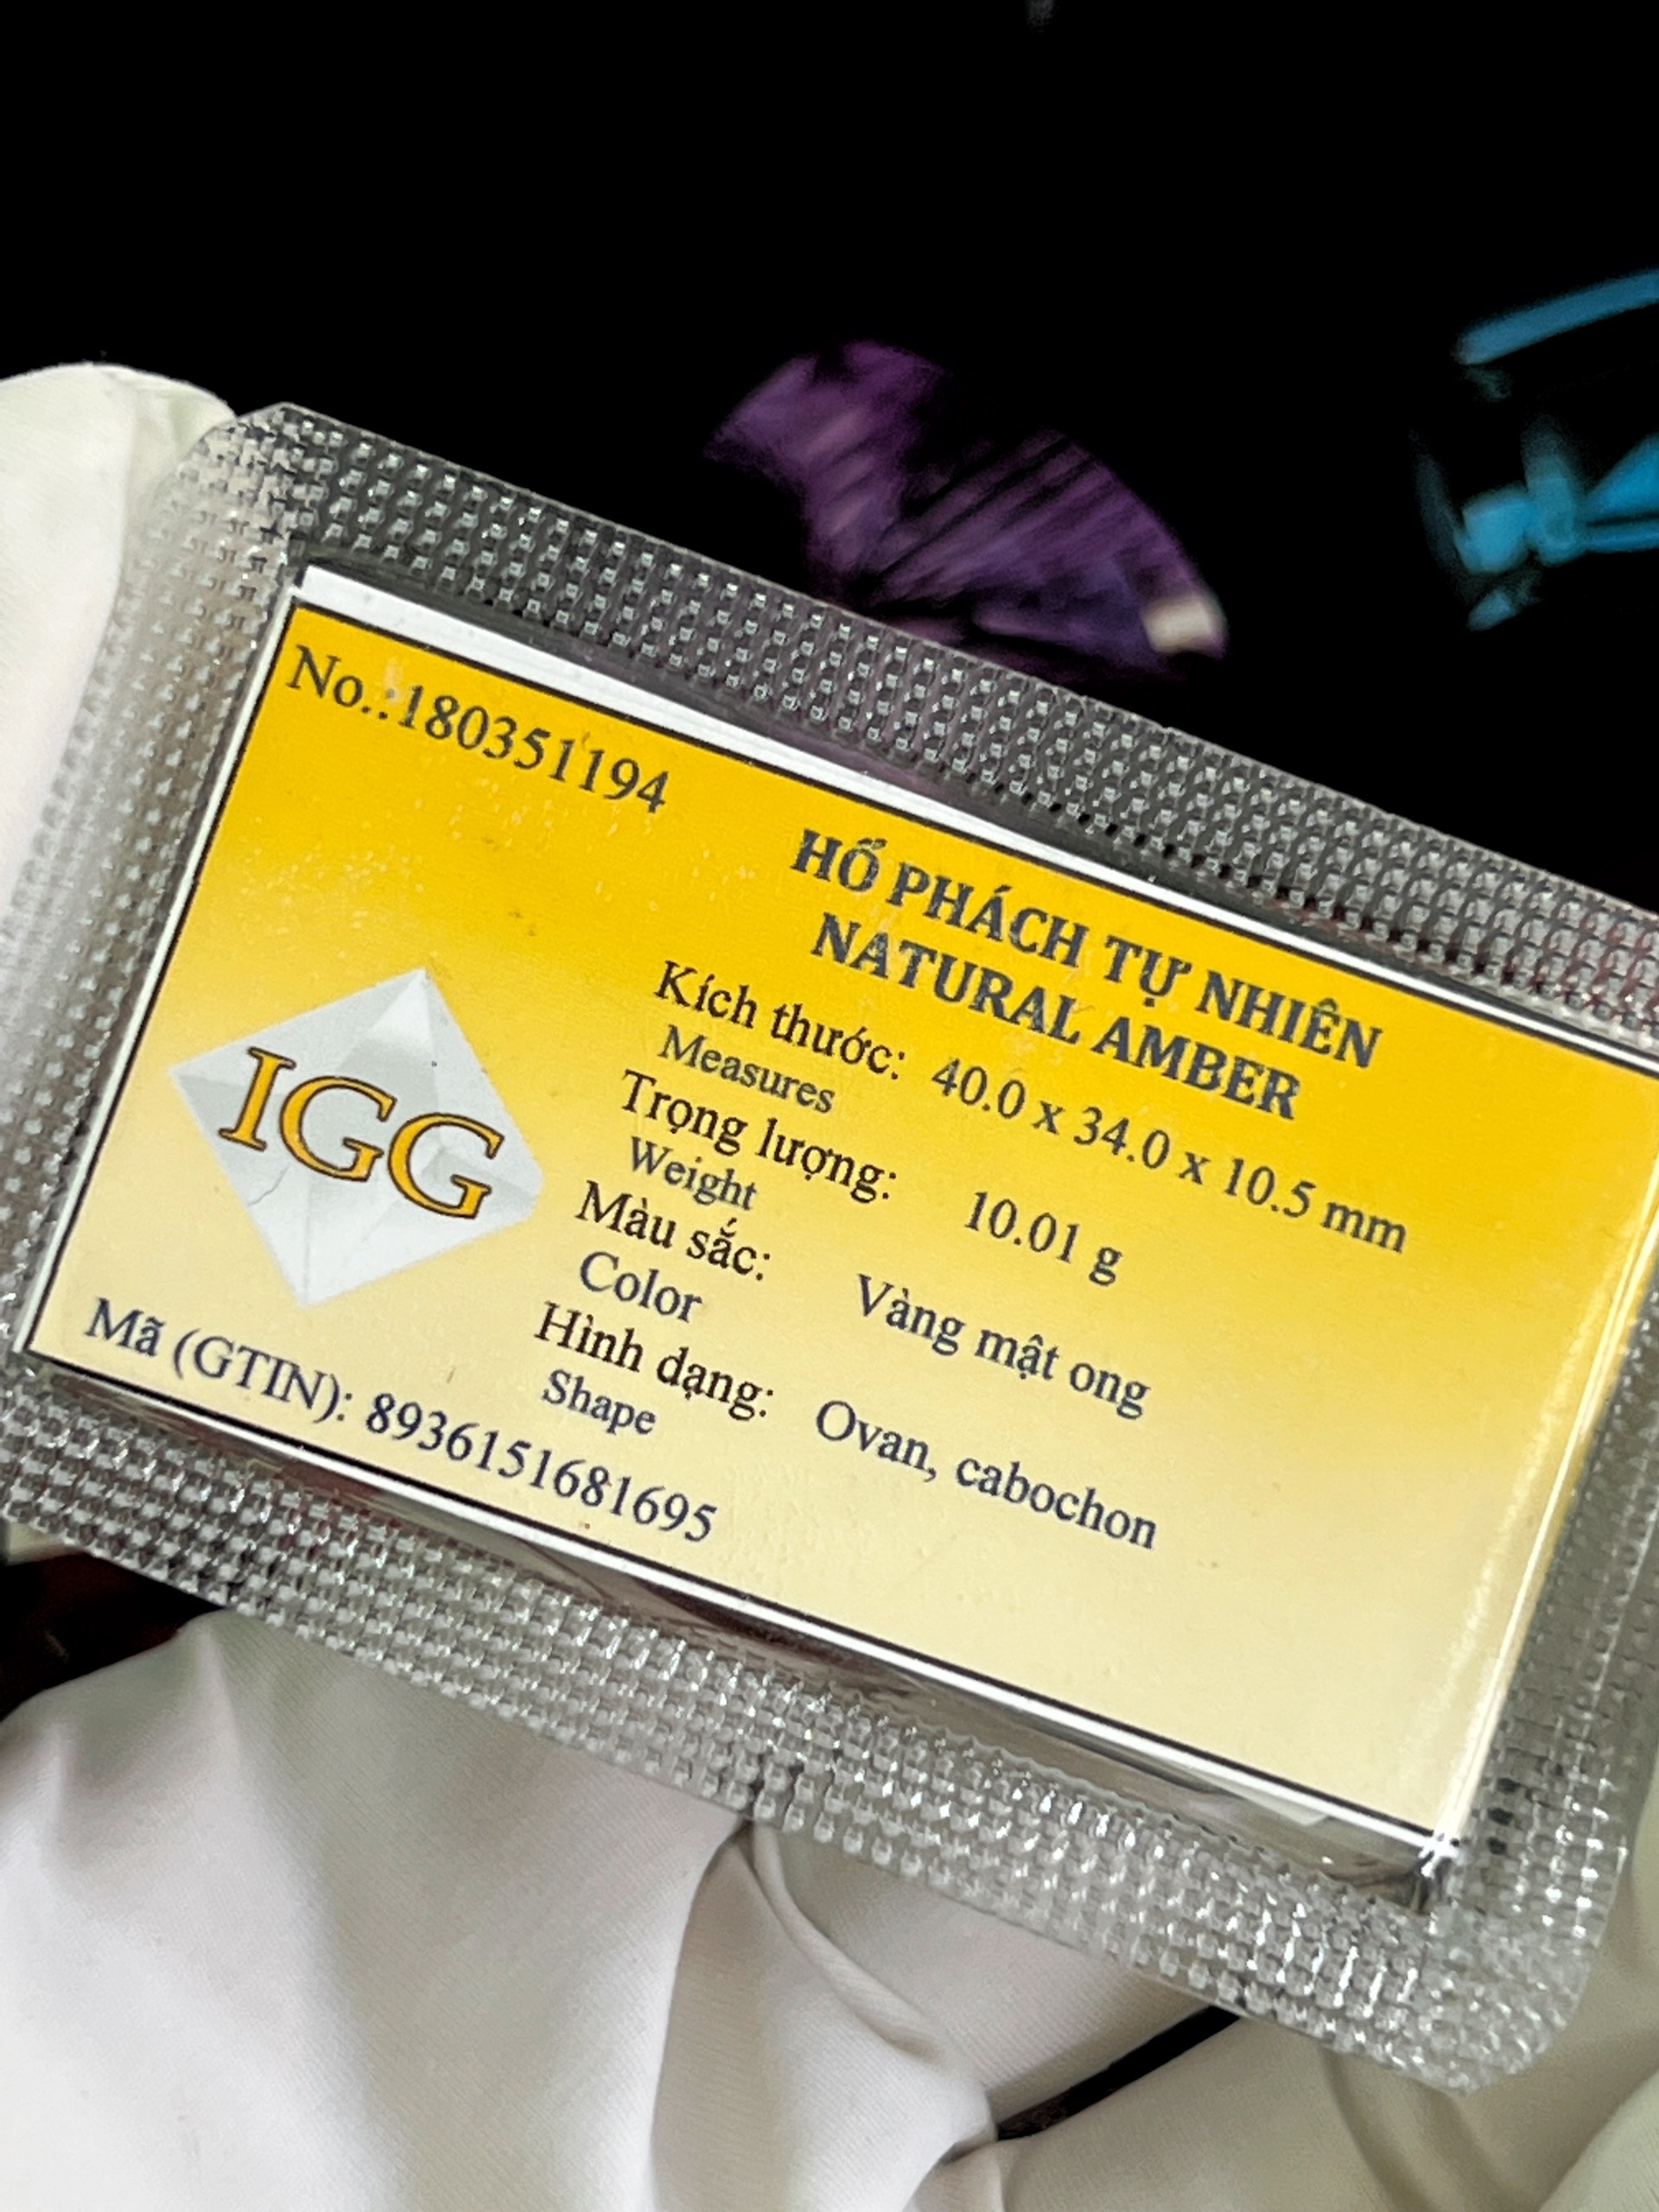 No.:180351194
HỔ PHÁCH TỰ NHIÊN
NATURAL AMBER
Kích thước: 40.0 x 34.0 x 10.5 mm
Measures
Trọng lượng: 10.01 g
Weight
Màu sắc: Vàng mật ong
Color
Hình dạng: Ovan, cabochon
Shape
IGG
Mã (GTIN): 8936151681695